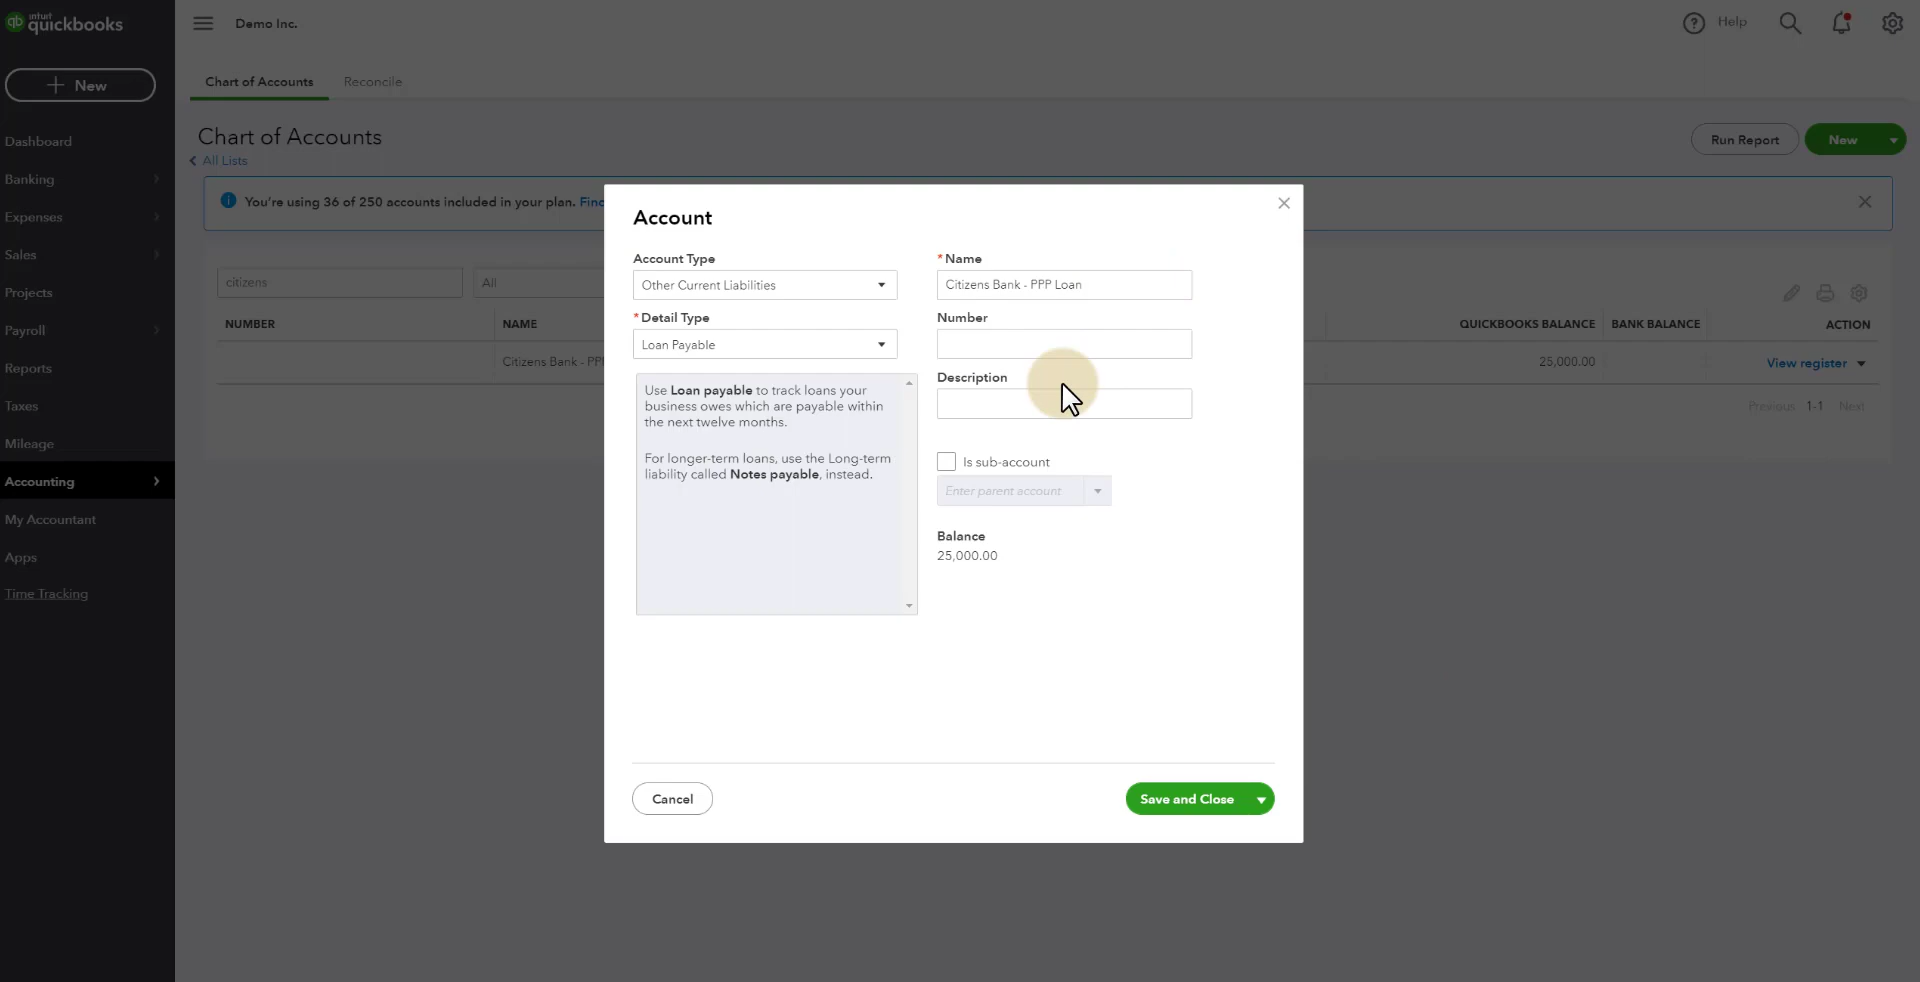 intuit
qb quickbooks
Demo Inc.
Help
New
Dashboard
Banking
Expenses
Sales
Projects
Payroll
Reports
Taxes
Mileage
Accounting
My Accountant
Apps
Time Tracking
Chart of Accounts
Reconcile
Chart of Accounts
All Lists
Run Report
New
You're using 36 of 250 accounts included in your plan.
citizens
All
NUMBER
NAME
QUICKBOOKS BALANCE
BANK BALANCE
ACTION
Citizens Bank - PPP
25,000.00
View register
Previous 1-1 Next
Account
Account Type
Other Current Liabilities
* Detail Type
Loan Payable
Use Loan payable to track loans your
business owes which are payable within
the next twelve months.
For longer-term loans, use the Long-term
liability called Notes payable, instead.
* Name
Citizens Bank - PPP Loan
Number
Description
Is sub-account
Enter parent account
Balance
25,000.00
Cancel
Save and Close